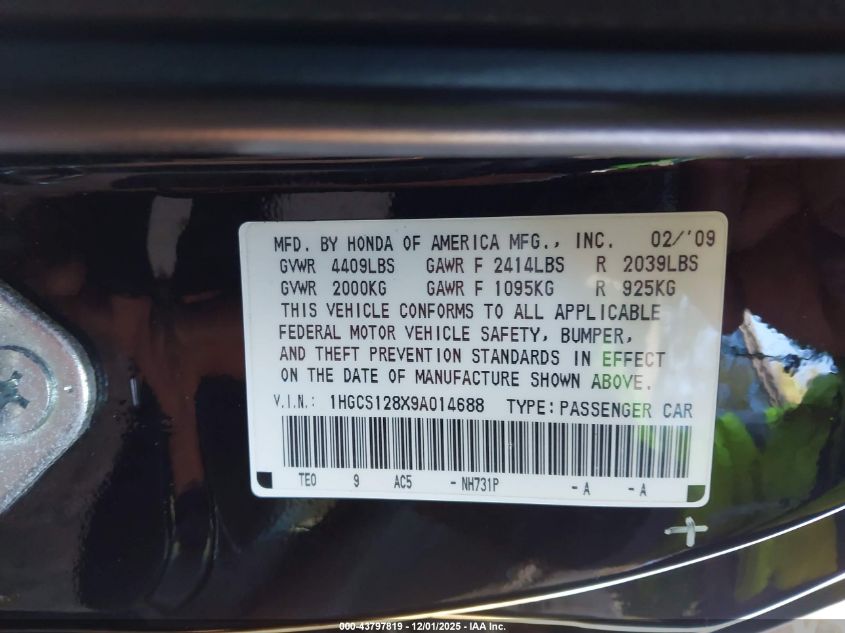 MFD. BY HONDA OF AMERICA MFG., INC. 02/'09
GVWR 4409LBS GAWR F 2414LBS R 2039LBS
GVWR 2000KG GAWR F 1095KG R 925KG
THIS VEHICLE CONFORMS TO ALL APPLICABLE
FEDERAL MOTOR VEHICLE SAFETY, BUMPER,
AND THEFT PREVENTION STANDARDS IN EFFECT
ON THE DATE OF MANUFACTURE SHOWN ABOVE.
V.I.N.: 1HGCS128X9A014688 TYPE: PASSENGER CAR
TE0 9 AC5 - NH731P - A - A
000-43797819 - 12/01/2025 - IAA Inc.